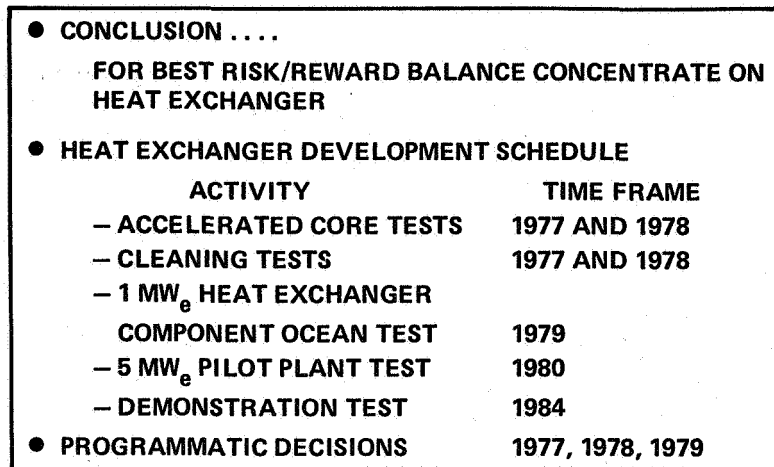 ● CONCLUSION ....
FOR BEST RISK/REWARD BALANCE CONCENTRATE ON
HEAT EXCHANGER
● HEAT EXCHANGER DEVELOPMENT SCHEDULE
ACTIVITY TIME FRAME
– ACCELERATED CORE TESTS 1977 AND 1978
– CLEANING TESTS 1977 AND 1978
– 1 MWe HEAT EXCHANGER
COMPONENT OCEAN TEST 1979
– 5 MWe PILOT PLANT TEST 1980
– DEMONSTRATION TEST 1984
● PROGRAMMATIC DECISIONS 1977, 1978, 1979